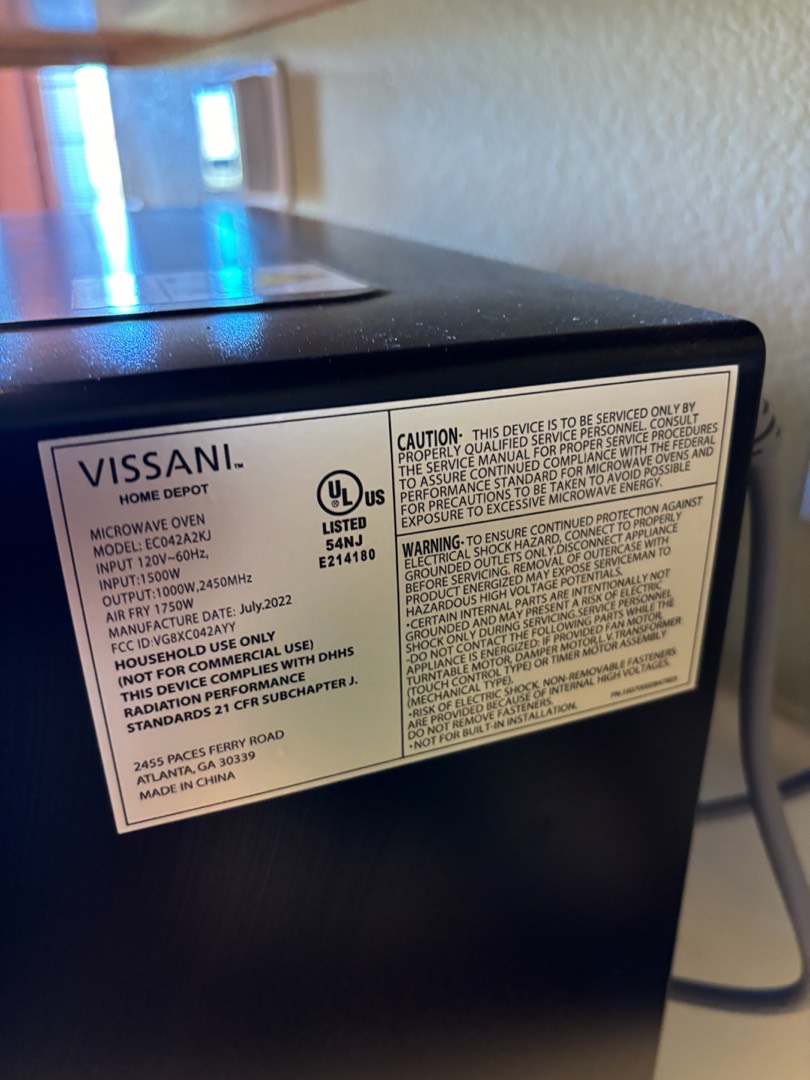 VISSANI™
HOME DEPOT
MICROWAVE OVEN
MODEL: EC042A2KJ
INPUT 120V~60Hz,
INPUT:1500W
OUTPUT:1000W,2450MHz
AIR FRY 1750W
MANUFACTURE DATE: July.2022
FCC ID:VG8XC042AYY
HOUSEHOLD USE ONLY
(NOT FOR COMMERCIAL USE)
THIS DEVICE COMPLIES WITH DHHS
RADIATION PERFORMANCE
STANDARDS 21 CFR SUBCHAPTER J.
2455 PACES FERRY ROAD
ATLANTA, GA 30339
MADE IN CHINA
UL ® US
LISTED
54NJ
E214180
CAUTION- THIS DEVICE IS TO BE SERVICED ONLY BY
PROPERLY QUALIFIED SERVICE PERSONNEL. CONSULT
THE SERVICE MANUAL FOR PROPER SERVICE PROCEDURES
TO ASSURE CONTINUED COMPLIANCE WITH THE FEDERAL
PERFORMANCE STANDARD FOR MICROWAVE OVENS AND
FOR PRECAUTIONS TO BE TAKEN TO AVOID POSSIBLE
EXPOSURE TO EXCESSIVE MICROWAVE ENERGY.
WARNING- TO ENSURE CONTINUED PROTECTION AGAINST
ELECTRICAL SHOCK HAZARD, CONNECT TO PROPERLY
GROUNDED OUTLETS ONLY.DISCONNECT APPLIANCE
BEFORE SERVICING. REMOVAL OF OUTERCASE WITH
PRODUCT ENERGIZED MAY EXPOSE SERVICEMAN TO
HAZARDOUS HIGH VOLTAGE POTENTIALS.
•CERTAIN INTERNAL PARTS ARE INTENTIONALLY NOT
GROUNDED AND MAY PRESENT A RISK OF ELECTRIC
SHOCK ONLY DURING SERVICING.SERVICE PERSONNEL
-DO NOT CONTACT THE FOLLOWING PARTS WHILE THE
APPLIANCE IS ENERGIZED: IF PROVIDED FAN MOTOR,
TURNTABLE MOTOR, DAMPER MOTOR,L.V.TRANSFORMER
(TOUCH CONTROL TYPE) OR TIMER MOTOR ASSEMBLY
(MECHANICAL TYPE).
•RISK OF ELECTRIC SHOCK, NON-REMOVABLE FASTENERS
ARE PROVIDED BECAUSE OF INTERNAL HIGH VOLTAGES.
DO NOT REMOVE FASTENERS.
•NOT FOR BUILT-IN INSTALLATION.